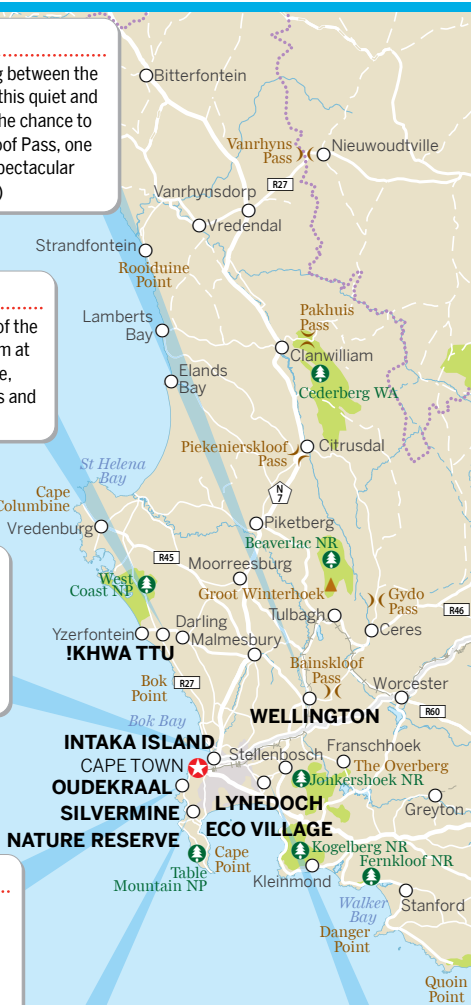 g between the
this quiet and
he chance to
oof Pass, one
pectacular
)
Bitterfontein
Vanrhyns
Pass
Nieuwoudtville
R27
Vanrhynsdorp
Vredendal
Strandfontein
Rooiduine
Point
of the
m at
e,
s and
Lamberts
Bay
Pakhuis
Pass
Clanwilliam
Elands
Bay
Cederberg WA
Piekenierskloof
Pass
Citrusdal
St Helena
Bay
Cape
Columbine
N
7
Vredenburg
Piketberg
Beaverlac NR
R45
Moorreesburg
West
Coast NP
Groot Winterhoek
Gydo
Pass
R46
Tulbagh
Ceres
Yzerfontein
Darling
Malmesbury
!KHWA TTU
Bainskloof
Pass
Bok
Point
R27
Worcester
WELLINGTON
R60
Bok Bay
INTAKA ISLAND
CAPE TOWN
Stellenbosch
Franschhoek
The Overberg
OUDEKRAAL
Jonkershoek NR
LYNEDOCH
ECO VILLAGE
Greyton
SILVERMINE
NATURE RESERVE
Kogelberg NR
Fernkloof NR
Cape
Point
Table
Mountain NP
Kleinmond
Walker
Bay
Stanford
Danger
Point
Quoin
Point